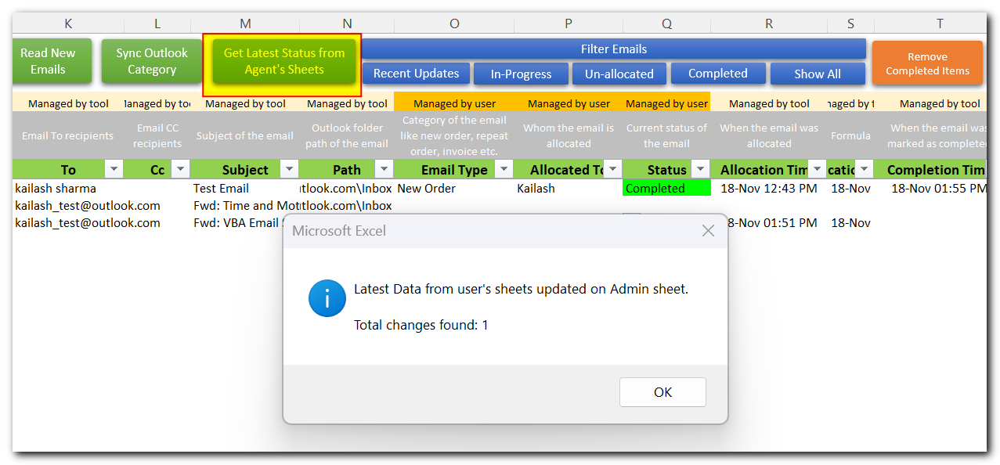 K L M N O P Q R S T
Read New
Emails
Sync Outlook
Category
Get Latest Status from
Agent's Sheets
Filter Emails
Recent Updates In-Progress Un-allocated Completed Show All
Remove
Completed Items
Managed by tool Managed by tool Managed by tool Managed by user Managed by user Managed by user Managed by tool Managed by tool
Email To recipients
Email CC
recipients
Subject of the email
Outlook folder
path of the email
Category of the email
like new order, repeat
order, invoice etc.
Whom the email is
allocated
Current status of
the email
When the email was
allocated
Formula
When the email was
marked as complete
To Cc Subject Path Email Type Allocated To Status Allocation Tim Completion Tim
kailash sharma Test Email utlook.com\Inbox New Order Kailash Completed 18-Nov 12:43 PM 18-Nov 18-Nov 01:55 PM
kailash_test@outlook.com Fwd: Time and Mot utlook.com\Inbox
kailash_test@outlook.com Fwd: VBA Email 8-Nov 01:51 PM 18-Nov
Microsoft Excel
Latest Data from user's sheets updated on Admin sheet.
Total changes found: 1
OK